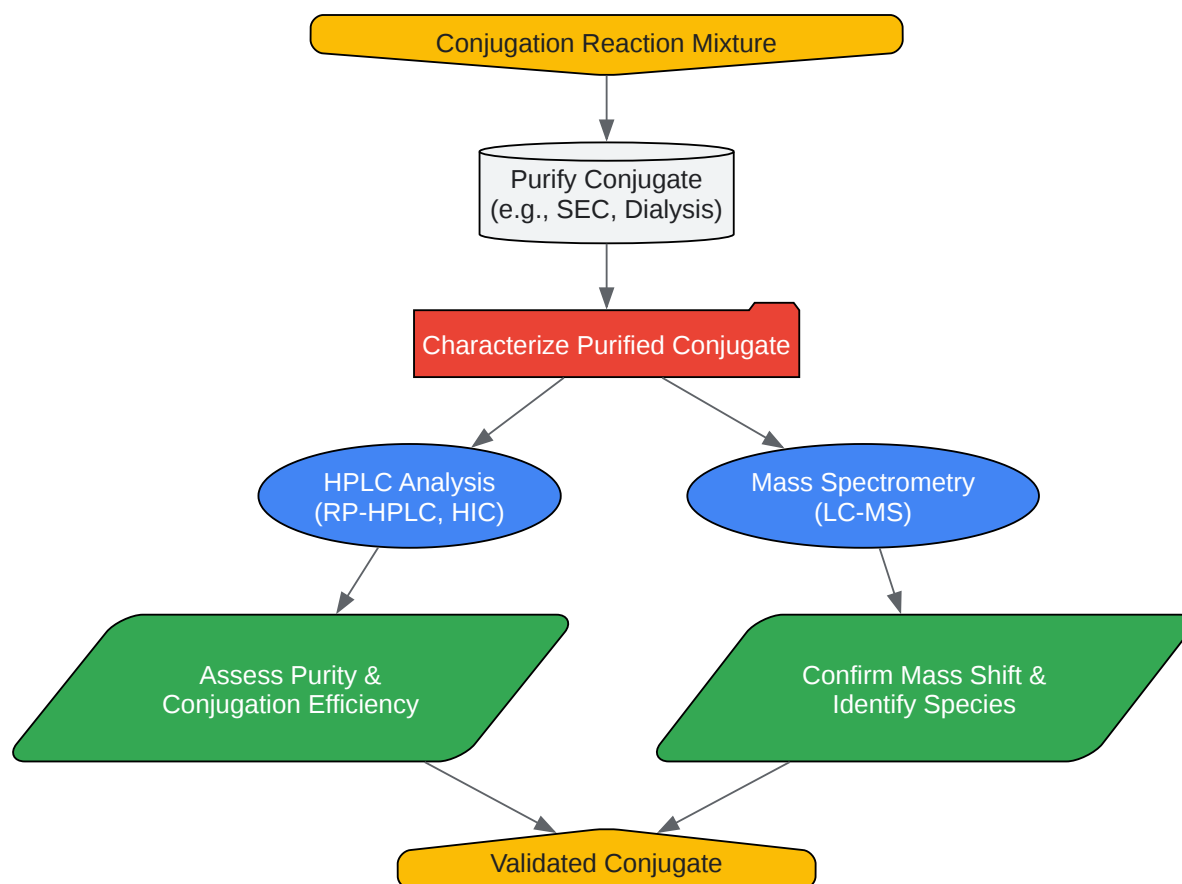 Conjugation Reaction Mixture
Purify Conjugate
(e.g., SEC, Dialysis)
Characterize Purified Conjugate
HPLC Analysis
(RP-HPLC, HIC)
Mass Spectrometry
(LC-MS)
Assess Purity &
Conjugation Efficiency
Confirm Mass Shift &
Identify Species
Validated Conjugate